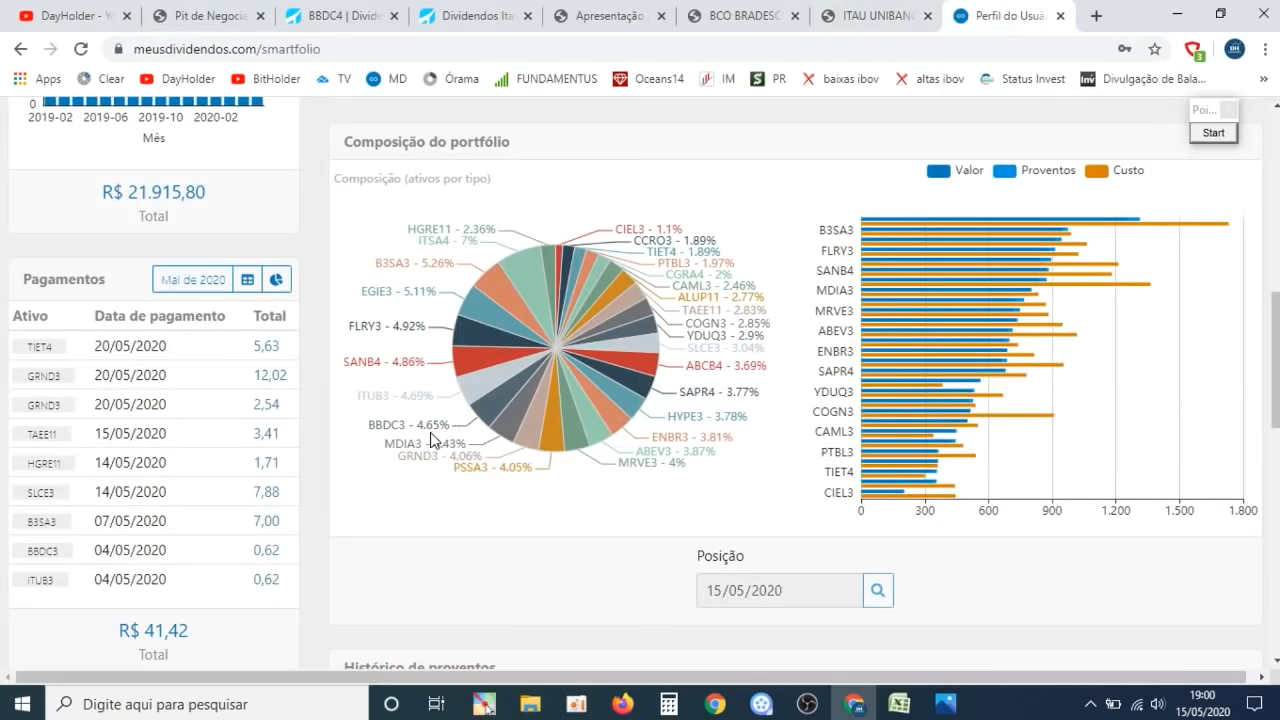 DayHolder - Yo
Pit de Negocia
BBDC4 | Divide
Dividendos Ita
Apresentação
BCO BRADESC
ITAU UNIBANC
Perfil do Usuá
meusdividendos.com/smartfolio
3
Apps
Clear
DayHolder
BitHolder
TV
MD
Órama
FUNDAMENTUS
Oceans14
IM
PR
baixas ibov
altas ibov
Status Invest
Divulgação de Bala...
»
Poi...
Start
0
2019-02 2019-06 2019-10 2020-02
Mês
R$ 21.915,80
Total
Pagamentos
Mai de 2020
Ativo Data de pagamento Total
TIET4 20/05/2020 5,63
GRND3 20/05/2020 12,02
GRND3 20/05/2020 2,54
TAEE11 15/05/2020 3,41
HGRE11 14/05/2020 1,71
SLCE3 14/05/2020 7,88
B3SA3 07/05/2020 7,00
BBDC3 04/05/2020 0,62
ITUB3 04/05/2020 0,62
R$ 41,42
Total
Composição do portfólio
Composição (ativos por tipo)
HGRE11 - 2.36%
ITSA4 - 7%
B3SA3 - 5.26%
EGIE3 - 5.11%
FLRY3 - 4.92%
SANB4 - 4.86%
ITUB3 - 4.69%
BBDC3 - 4.65%
MDIA3
GRND3 - 4.06%
PSSA3 - 4.05%
CIEL3 - 1.1%
CCRO3 - 1.89%
TIET4 - 1.89%
PTBL3 - 1.97%
CGRA4 - 2%
CAML3 - 2.46%
ALUP11 - 2.77%
TAEE11 - 2.83%
COGN3 - 2.85%
YDUQ3 - 2.9%
SLCE3 - 3.04%
ABCB4 - 3.69%
SAPR4 - 3.77%
HYPE3 - 3.78%
ENBR3 - 3.81%
ABEV3 - 3.87%
MRVE3 - 4%
Valor Proventos Custo
B3SA3
FLRY3
SANB4
MDIA3
MRVE3
ABEV3
ENBR3
SAPR4
YDUQ3
COGN3
CAML3
PTBL3
TIET4
CIEL3
0 300 600 900 1.200 1.500 1.800
Posição
15/05/2020
Histórico de proventos
Digite aqui para pesquisar
19:00
15/05/2020